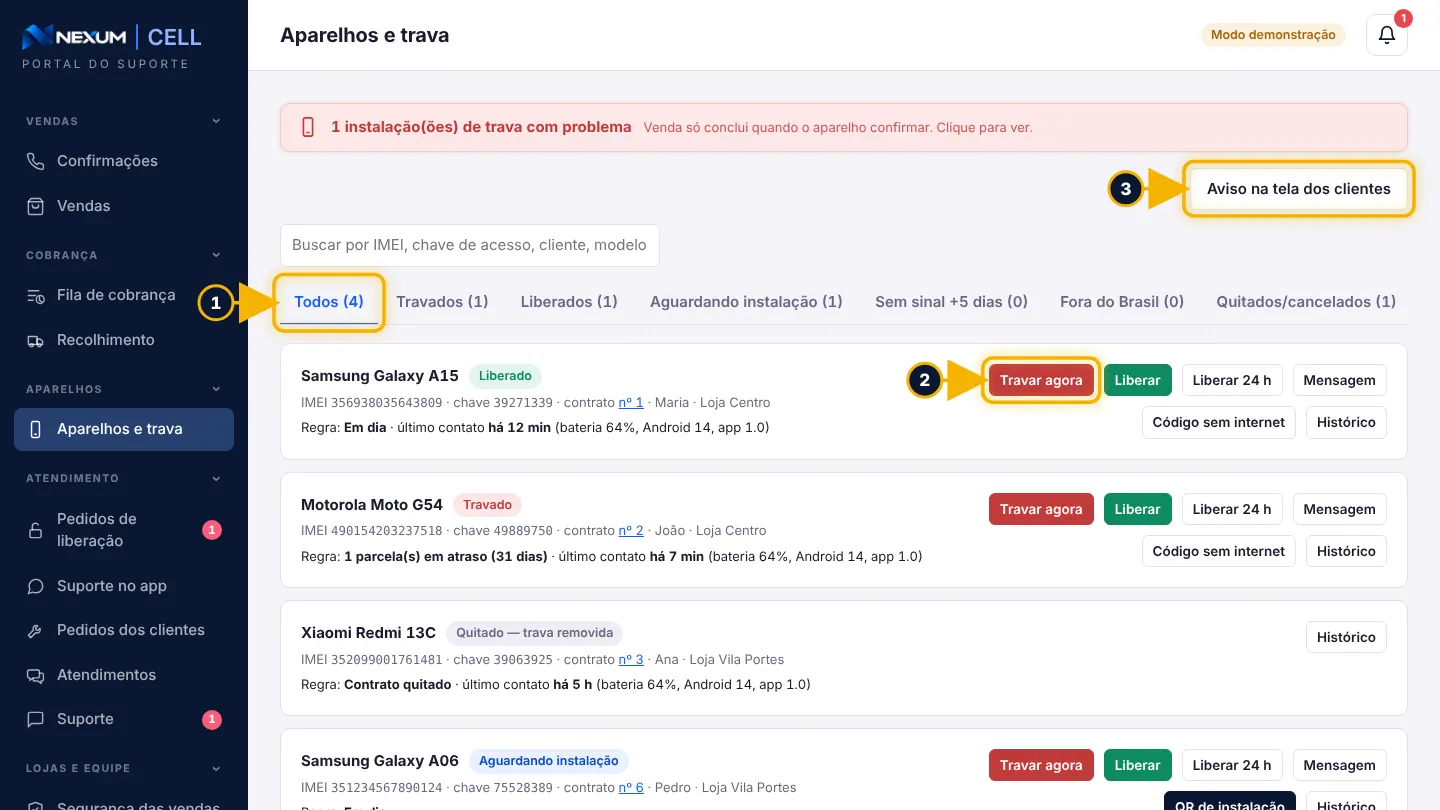 NEXUM | CELL
PORTAL DO SUPORTE
VENDAS
Confirmações
Vendas
COBRANÇA
Fila de cobrança
Recolhimento
APARELHOS
Aparelhos e trava
ATENDIMENTO
Pedidos de
liberação
1
Suporte no app
Pedidos dos clientes
Atendimentos
Suporte
1
LOJAS E EQUIPE
Segurança das vendas
Aparelhos e trava
Modo demonstração
1
1 instalação(ões) de trava com problema Venda só conclui quando o aparelho confirmar. Clique para ver.
3
Aviso na tela dos clientes
Buscar por IMEI, chave de acesso, cliente, modelo
1
Todos (4) Travados (1) Liberados (1) Aguardando instalação (1) Sem sinal +5 dias (0) Fora do Brasil (0) Quitados/cancelados (1)
Samsung Galaxy A15 Liberado
IMEI 356938035643809 · chave 39271339 · contrato nº 1 · Maria · Loja Centro
Regra: Em dia · último contato há 12 min (bateria 64%, Android 14, app 1.0)
2
Travar agora Liberar Liberar 24 h Mensagem
Código sem internet Histórico
Motorola Moto G54 Travado
IMEI 490154203237518 · chave 49889750 · contrato nº 2 · João · Loja Centro
Regra: 1 parcela(s) em atraso (31 dias) · último contato há 7 min (bateria 64%, Android 14, app 1.0)
Travar agora Liberar Liberar 24 h Mensagem
Código sem internet Histórico
Xiaomi Redmi 13C Quitado — trava removida
IMEI 352099001761481 · chave 39063925 · contrato nº 3 · Ana · Loja Vila Portes
Regra: Contrato quitado · último contato há 5 h (bateria 64%, Android 14, app 1.0)
Histórico
Samsung Galaxy A06 Aguardando instalação
IMEI 351234567890124 · chave 75528389 · contrato nº 6 · Pedro · Loja Vila Portes
Regra: Em dia
Travar agora Liberar Liberar 24 h Mensagem
QR de instalação Histórico